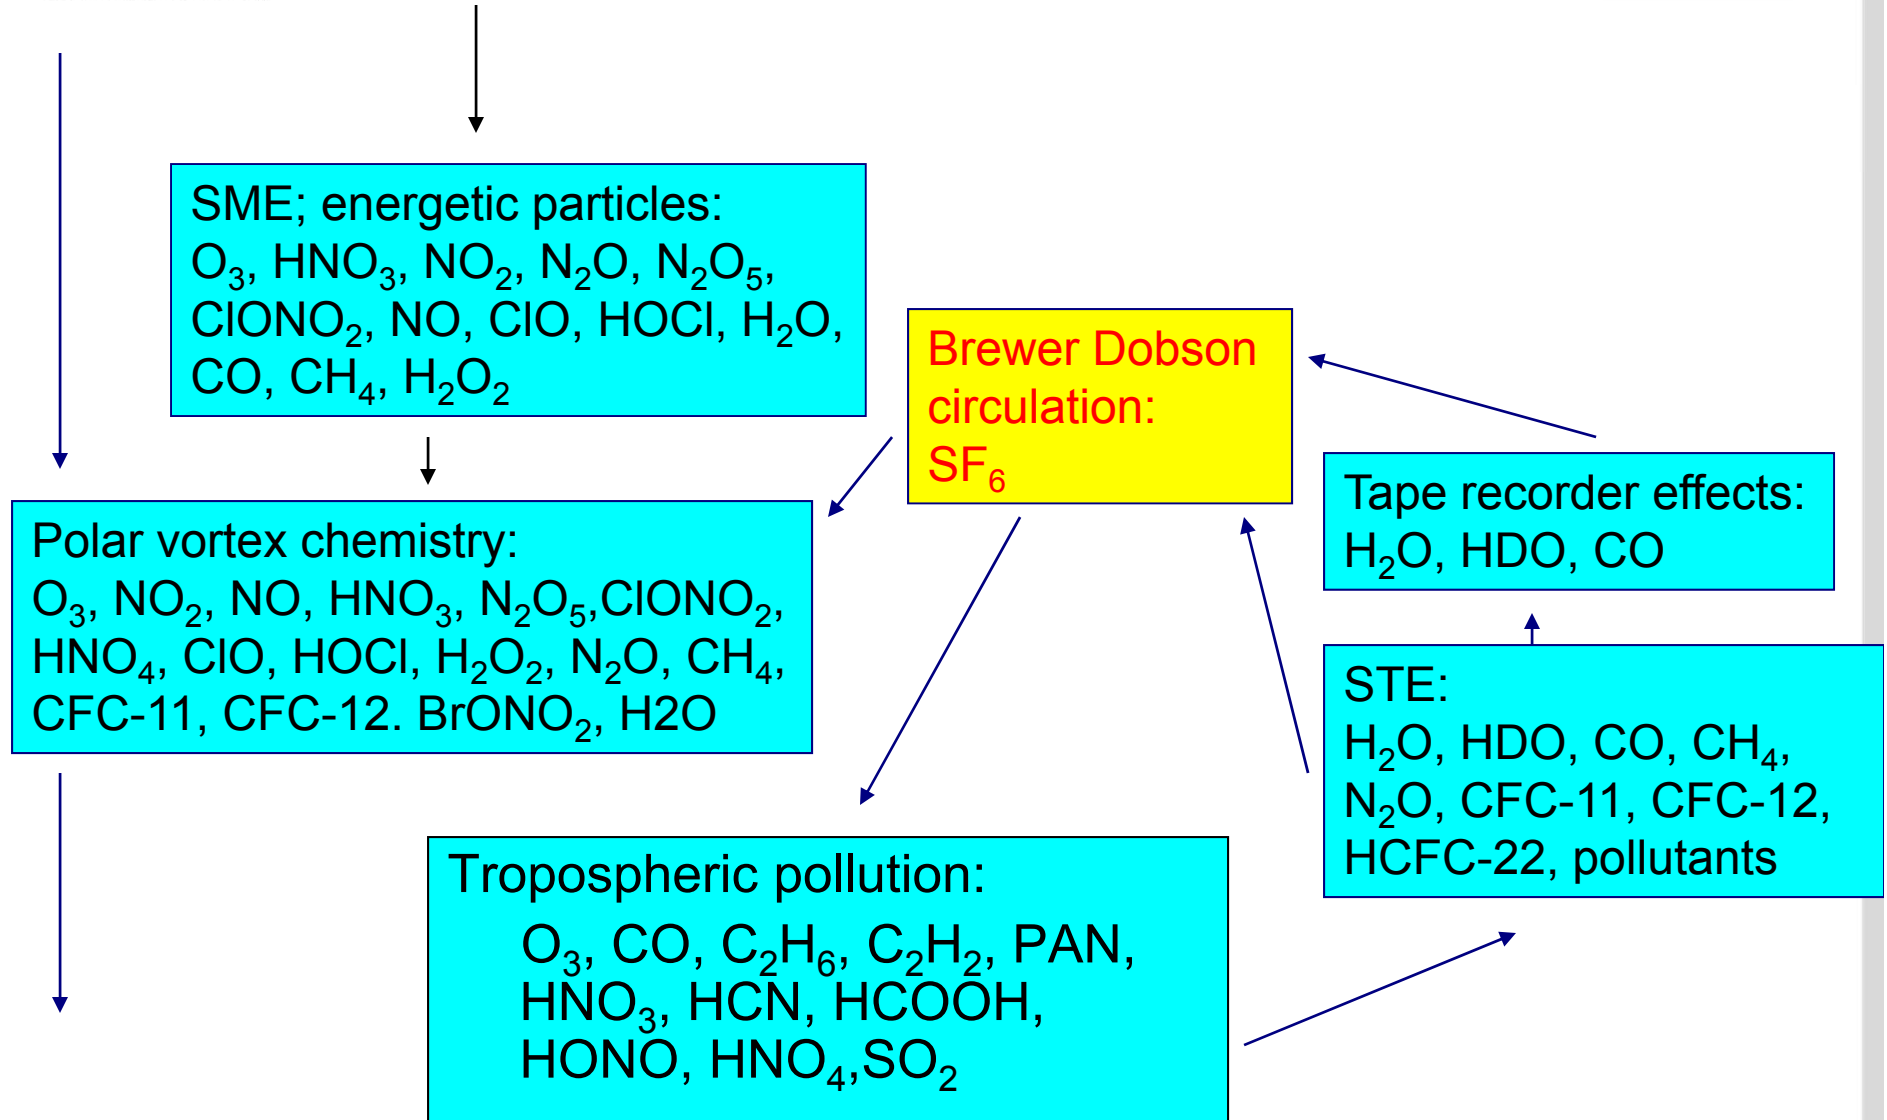 SME; energetic particles:
O₃, HNO₃, NO₂, N₂O, N₂O₅,
ClONO₂, NO, ClO, HOCl, H₂O,
CO, CH₄, H₂O₂
Brewer Dobson
circulation:
SF₆
Tape recorder effects:
H₂O, HDO, CO
Polar vortex chemistry:
O₃, NO₂, NO, HNO₃, N₂O₅,ClONO₂,
HNO₄, ClO, HOCl, H₂O₂, N₂O, CH₄,
CFC-11, CFC-12. BrONO₂, H2O
STE:
H₂O, HDO, CO, CH₄,
N₂O, CFC-11, CFC-12,
HCFC-22, pollutants
Tropospheric pollution:
O₃, CO, C₂H₆, C₂H₂, PAN,
HNO₃, HCN, HCOOH,
HONO, HNO₄,SO₂